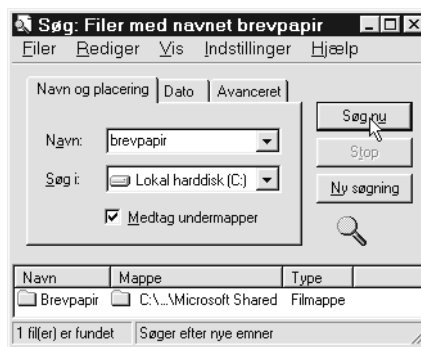 Søg: Filer med navnet brevpapir
Filer Rediger Vis Indstillinger Hjælp
Navn og placering Dato Avanceret
Søg nu
Navn: brevpapir
Stop
Søg i: Lokal harddisk (C:)
Ny søgning
Medtag undermapper
Navn Mappe Type
Brevpapir C:\...\Microsoft Shared Filmappe
1 fil(er) er fundet Søger efter nye emner